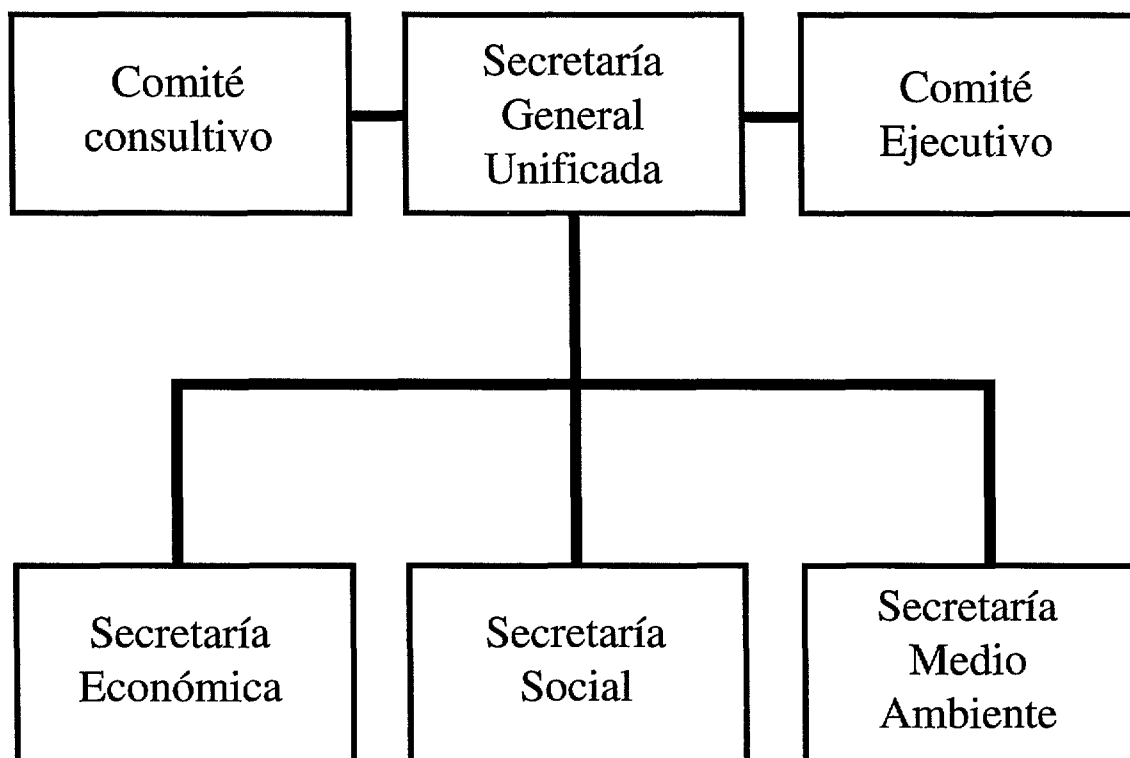 Comité
consultivo
Secretaría
General
Unificada
Comité
Ejecutivo
Secretaría
Económica
Secretaría
Social
Secretaría
Medio
Ambiente